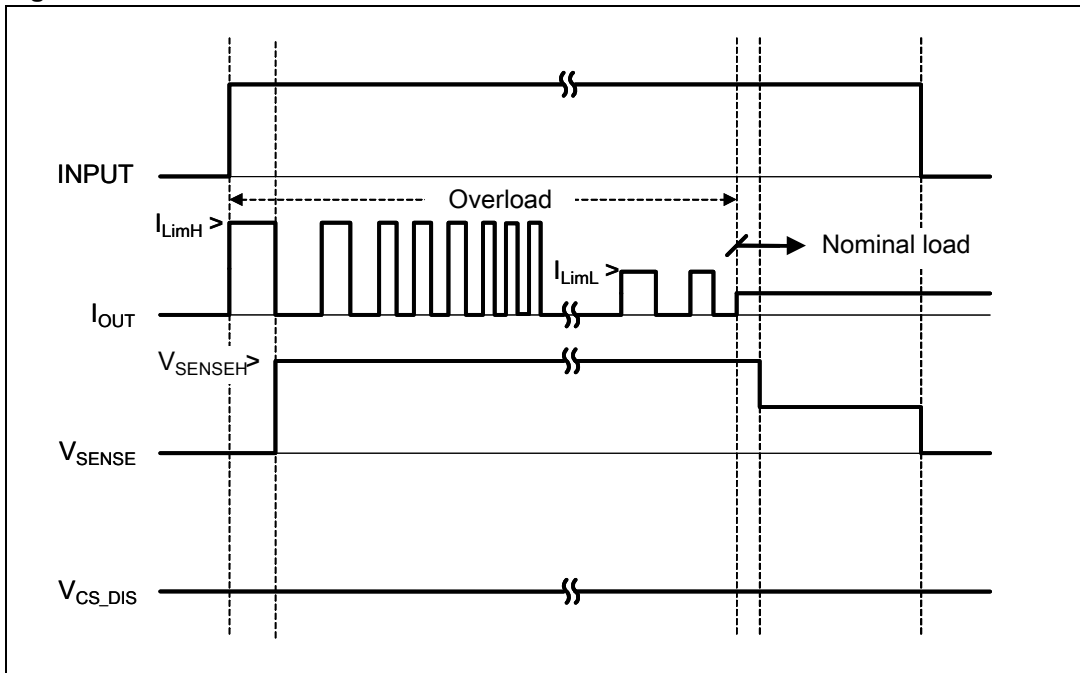 INPUT
Overload
I_LimH >
Nominal load
I_LimL >
I_OUT
V_SENSEH>
V_SENSE
V_CS_DIS